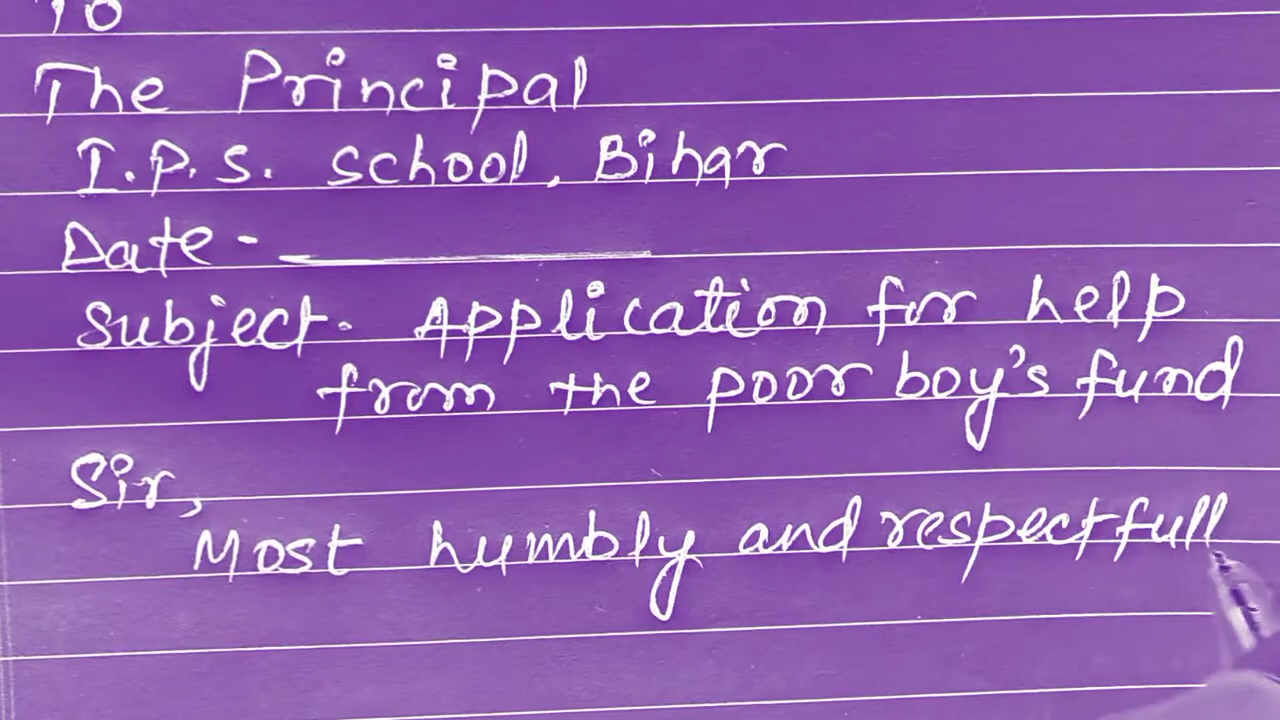 To
The Principal
I.P.S. school, Bihar
Date -
Subject. Application for help
from the poor boy's fund
Sir,
Most humbly and respectfull